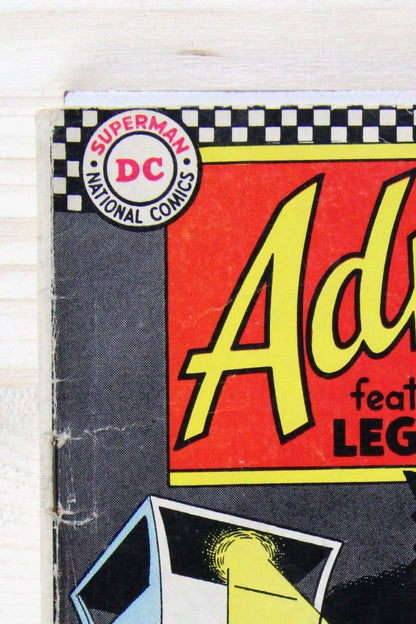 SUPERMAN
DC
NATIONAL COMICS
Ad
feat
LEG